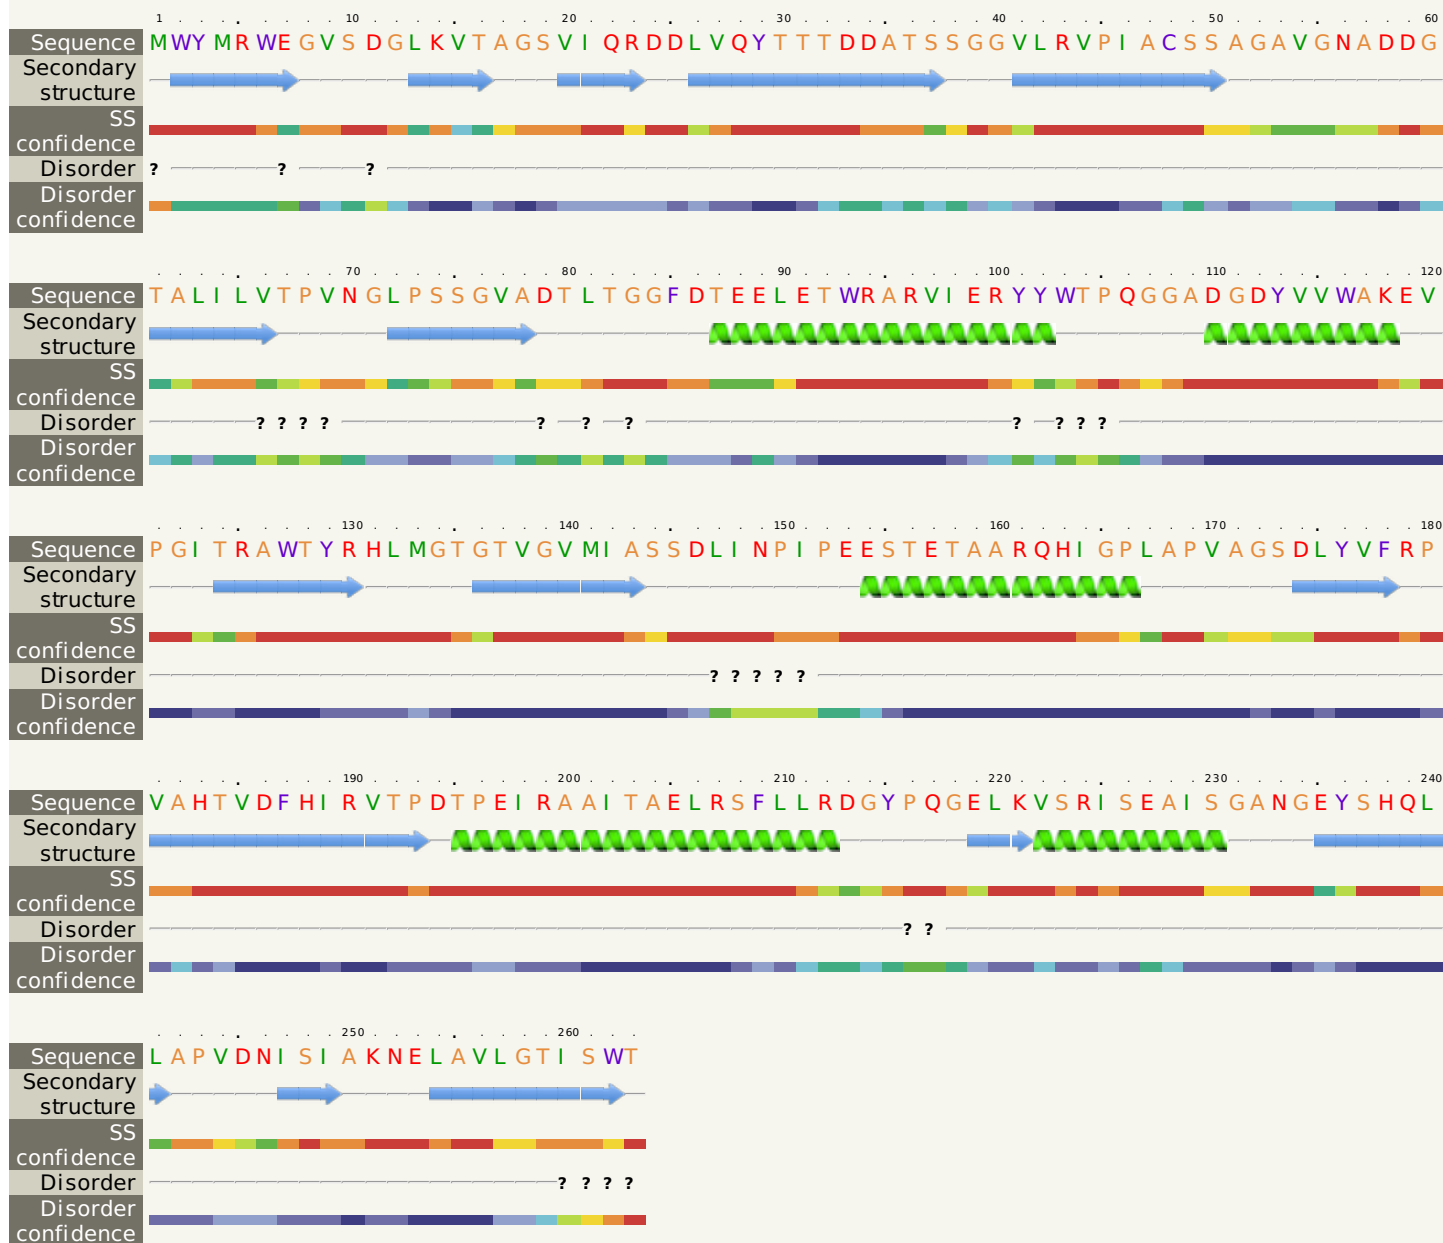 1 . . . . . . . . 10 . . . . . . . . . 20 . . . . . . . . . 30 . . . . . . . . . 40 . . . . . . . . . 50 . . . . . . . . . 60
Sequence MWYMRWEGVSDGLKVTAGSVIQRDDLVQYTTTDDATSSGGVLRVPIACSSAGAVGNADDG
Secondary
structure
SS
confidence
Disorder ? ? ?
Disorder
confidence
. . . . . . . . . 70 . . . . . . . . . 80 . . . . . . . . . 90 . . . . . . . . . 100 . . . . . . . . . 110 . . . . . . . . . 120
Sequence TALILVTPVNGLPSSGVADTLTGGFDTEELETWRARVIERYYWTPQGGADGDYVVWAKEV
Secondary
structure
SS
confidence
Disorder ? ? ? ? ? ? ? ? ? ? ?
Disorder
confidence
. . . . . . . . . 130 . . . . . . . . . 140 . . . . . . . . . 150 . . . . . . . . . 160 . . . . . . . . . 170 . . . . . . . . . 180
Sequence PGITRAWTYRHLMGTGTVGVMIASSDLINPIPEESTETAARQHIGPLAPVAGSDLYVFRP
Secondary
structure
SS
confidence
Disorder ? ? ? ? ?
Disorder
confidence
. . . . . . . . . 190 . . . . . . . . . 200 . . . . . . . . . 210 . . . . . . . . . 220 . . . . . . . . . 230 . . . . . . . . . 240
Sequence VAHTVDFHIRVTPDTPEIRAAITAELRSFLLRDGYPQGELKVSRISEAISGANGEYSHQL
Secondary
structure
SS
confidence
Disorder ? ?
Disorder
confidence
. . . . . . . . . 250 . . . . . . . . . 260 . . .
Sequence LAPVDNISIAKNELAVLGTISWT
Secondary
structure
SS
confidence
Disorder ? ? ? ?
Disorder
confidence